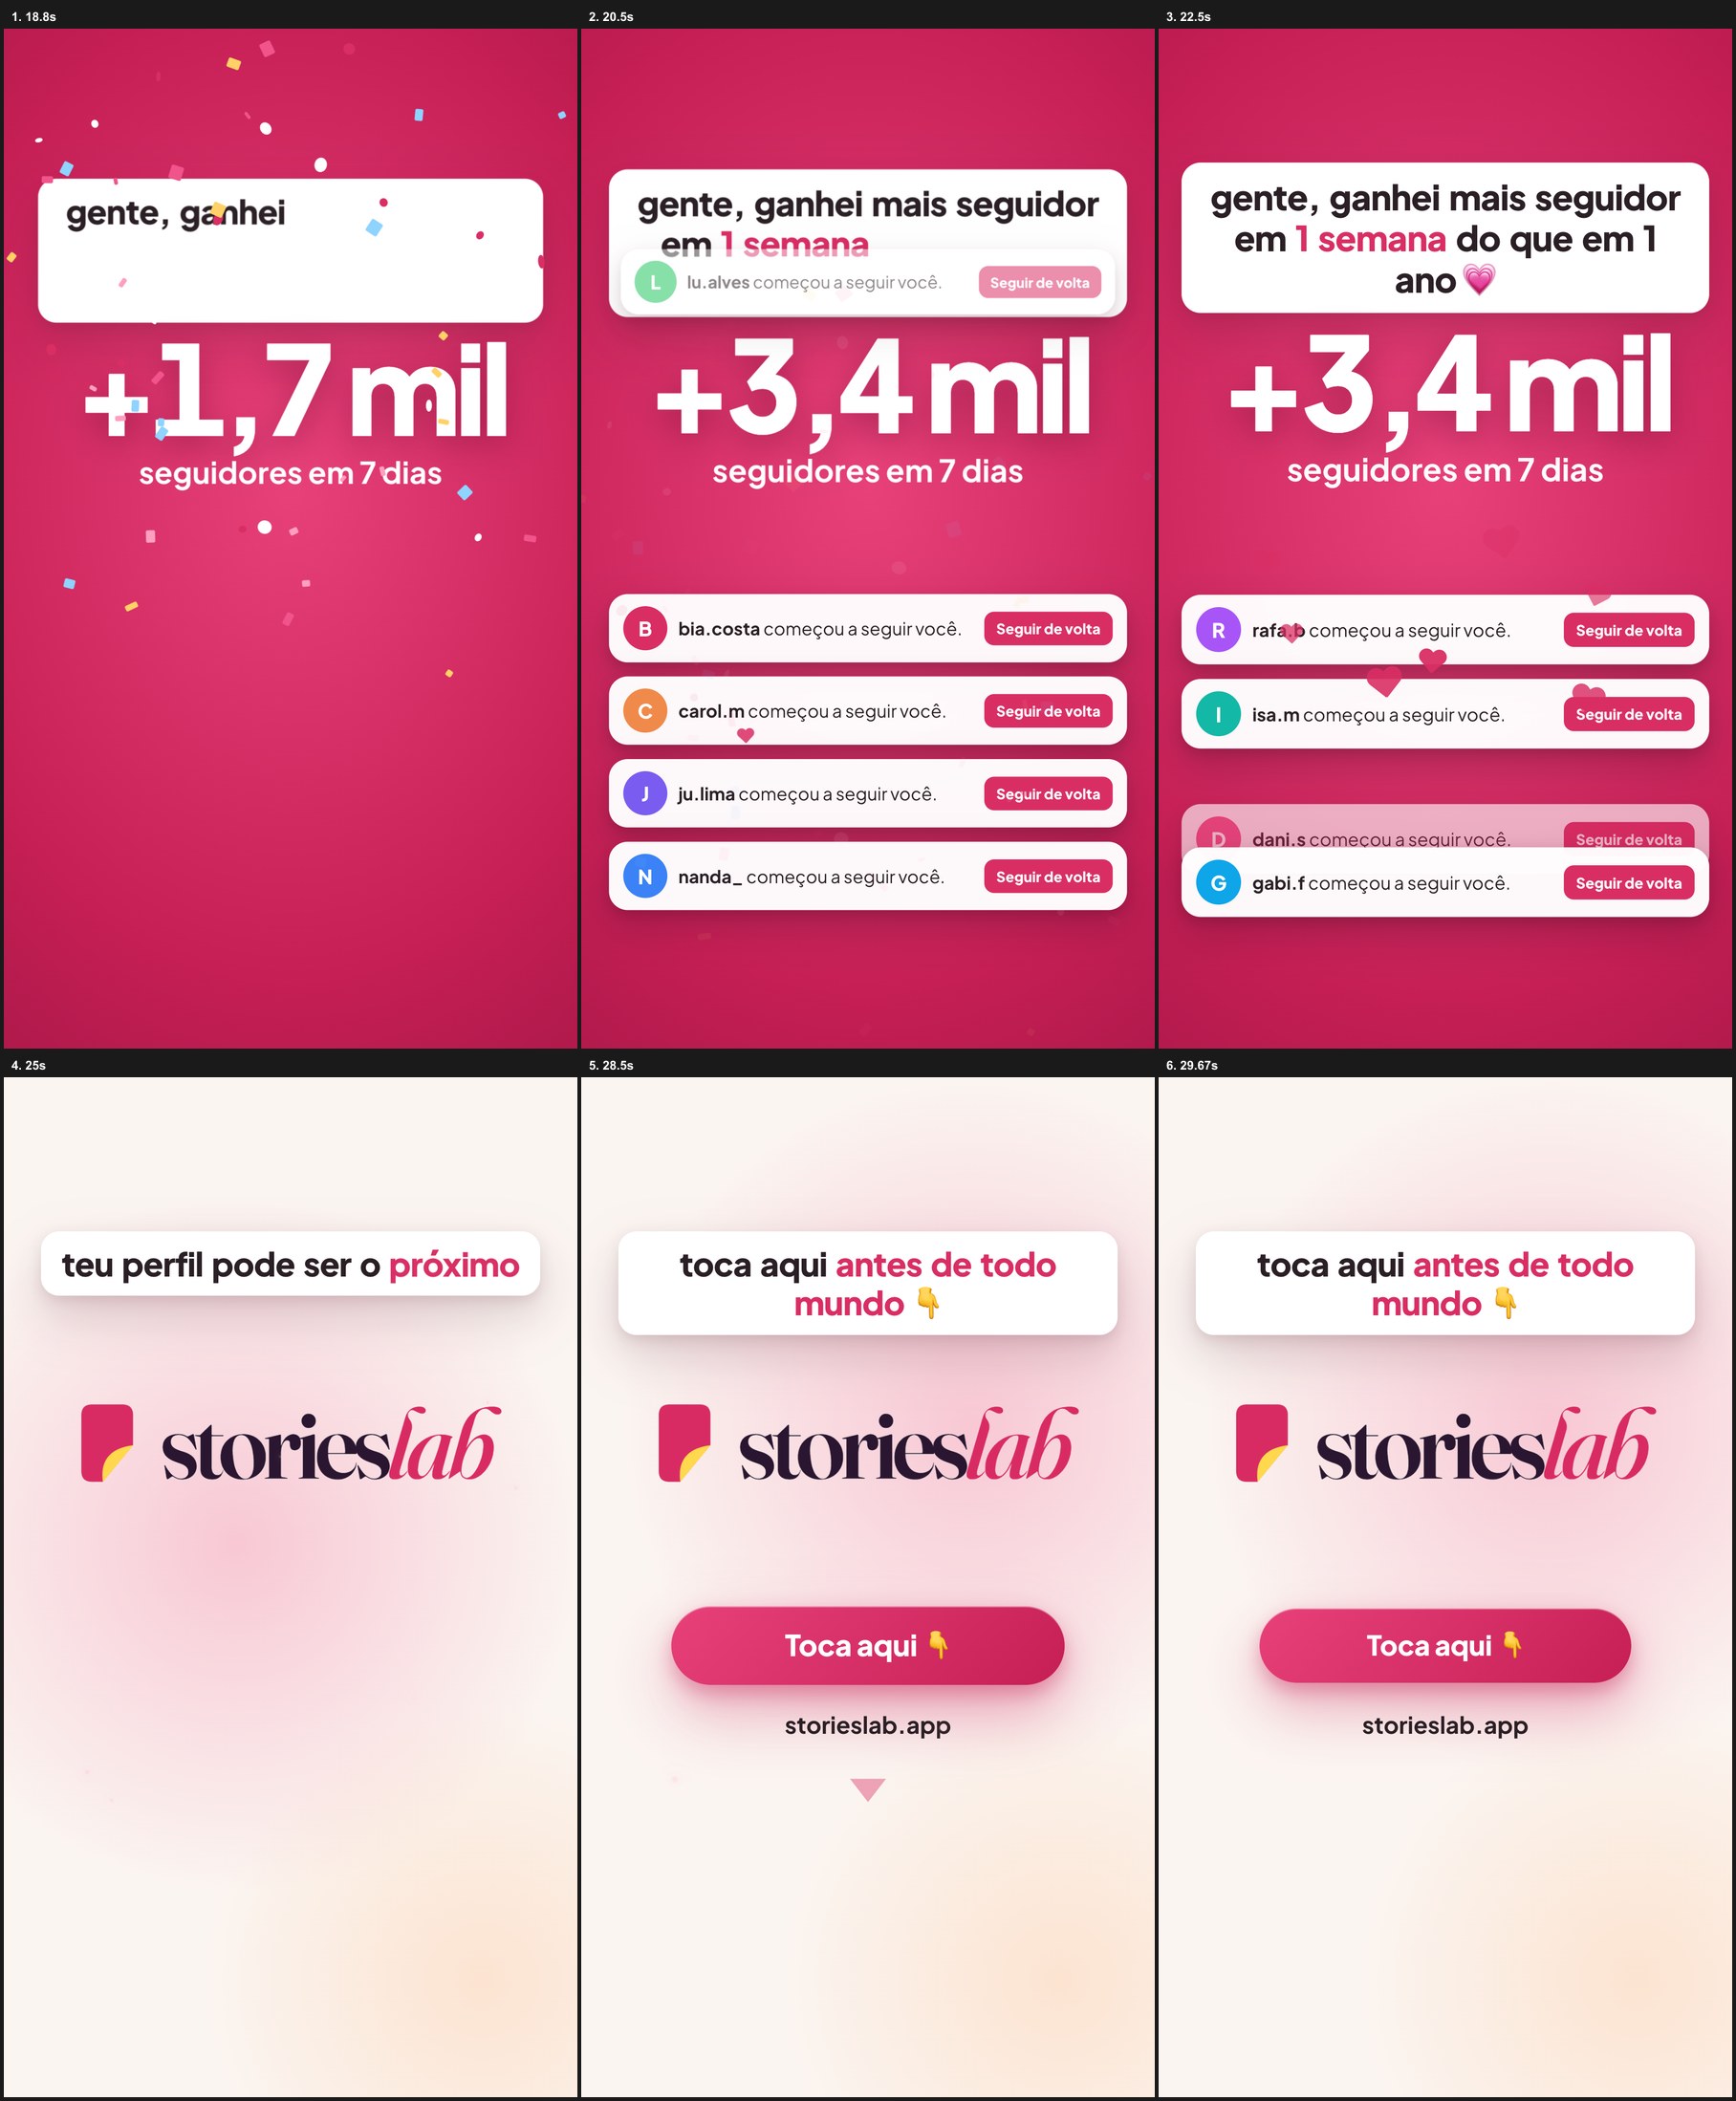 1. 18.8s
gente, ganhei
+1,7 mil
seguidores em 7 dias
2. 20.5s
gente, ganhei mais seguidor
em 1 semana
L lu.alves começou a seguir você. Seguir de volta
+3,4 mil
seguidores em 7 dias
B bia.costa começou a seguir você. Seguir de volta
C carol.m começou a seguir você. Seguir de volta
J ju.lima começou a seguir você. Seguir de volta
N nanda_ começou a seguir você. Seguir de volta
3. 22.5s
gente, ganhei mais seguidor
em 1 semana do que em 1
ano 💗
+3,4 mil
seguidores em 7 dias
R rafa.b começou a seguir você. Seguir de volta
I isa.m começou a seguir você. Seguir de volta
D dani.s começou a seguir você. Seguir de volta
G gabi.f começou a seguir você. Seguir de volta
4. 25s
teu perfil pode ser o próximo
storieslab
5. 28.5s
toca aqui antes de todo
mundo 👇
storieslab
Toca aqui 👇
storieslab.app
6. 29.67s
toca aqui antes de todo
mundo 👇
storieslab
Toca aqui 👇
storieslab.app